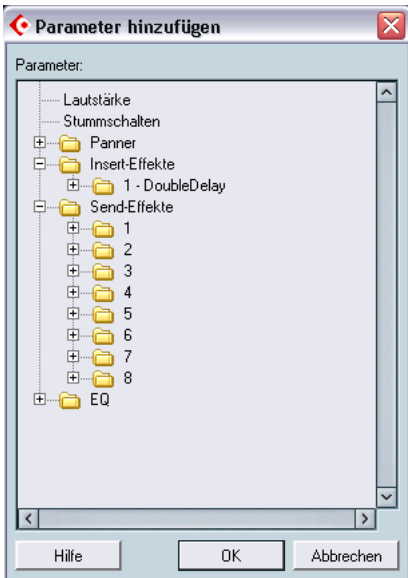 Parameter hinzufügen
Parameter:
Lautstärke
Stummschalten
Panner
Insert-Effekte
1 - DoubleDelay
Send-Effekte
1
2
3
4
5
6
7
8
EQ
Hilfe OK Abbrechen